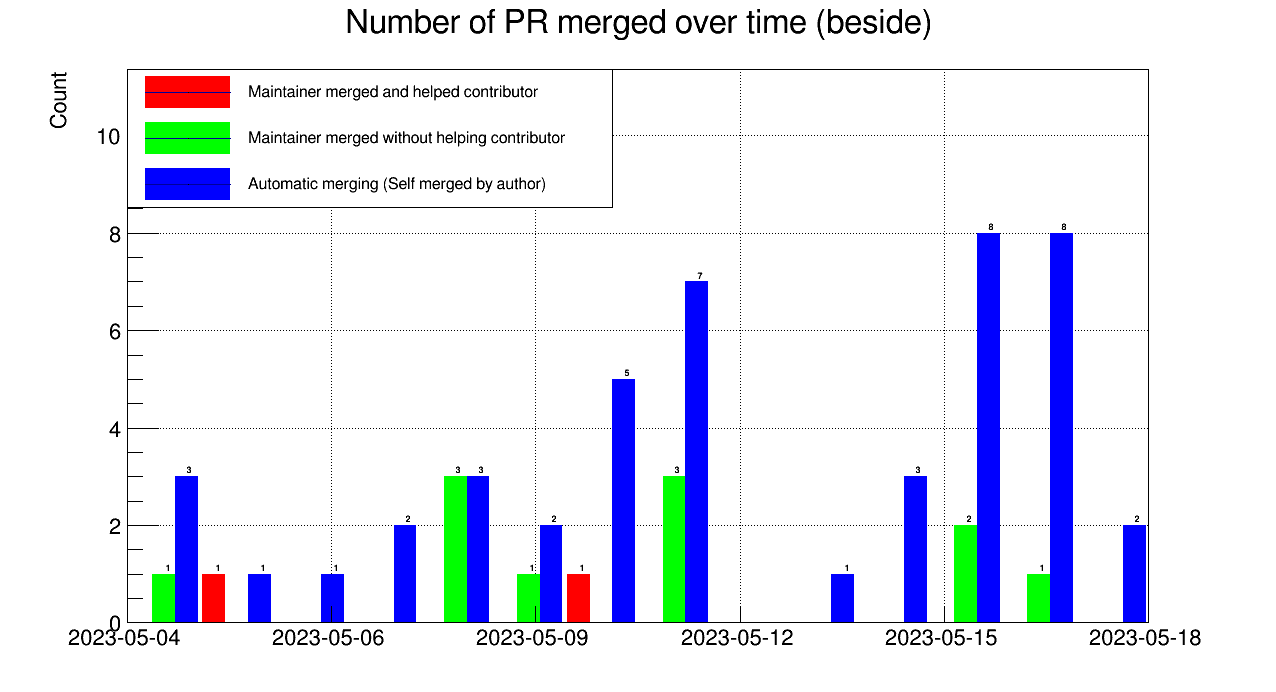 Number of PR merged over time (beside)
Count
Maintainer merged and helped contributor
Maintainer merged without helping contributor
Automatic merging (Self merged by author)
10
8
6
4
2
0
1 3 1 1 1 2 3 3 1 2 1 5 3 7 1 3 2 8 1 8 2
2023-05-04 2023-05-06 2023-05-09 2023-05-12 2023-05-15 2023-05-18